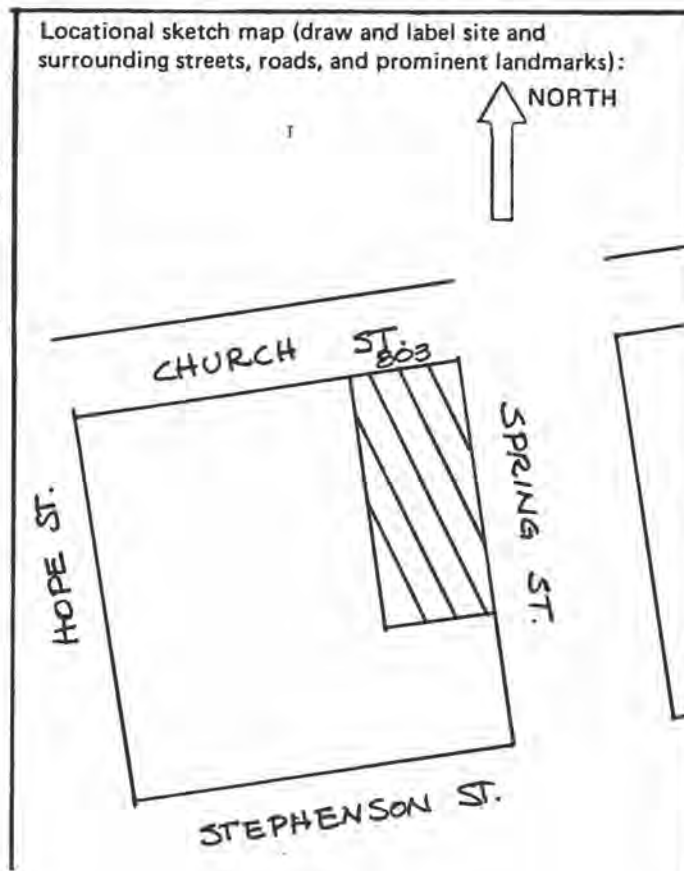 Locational sketch map (draw and label site and
surrounding streets, roads, and prominent landmarks):
NORTH
CHURCH ST.
803
SPRING ST.
HOPE ST.
STEPHENSON ST.